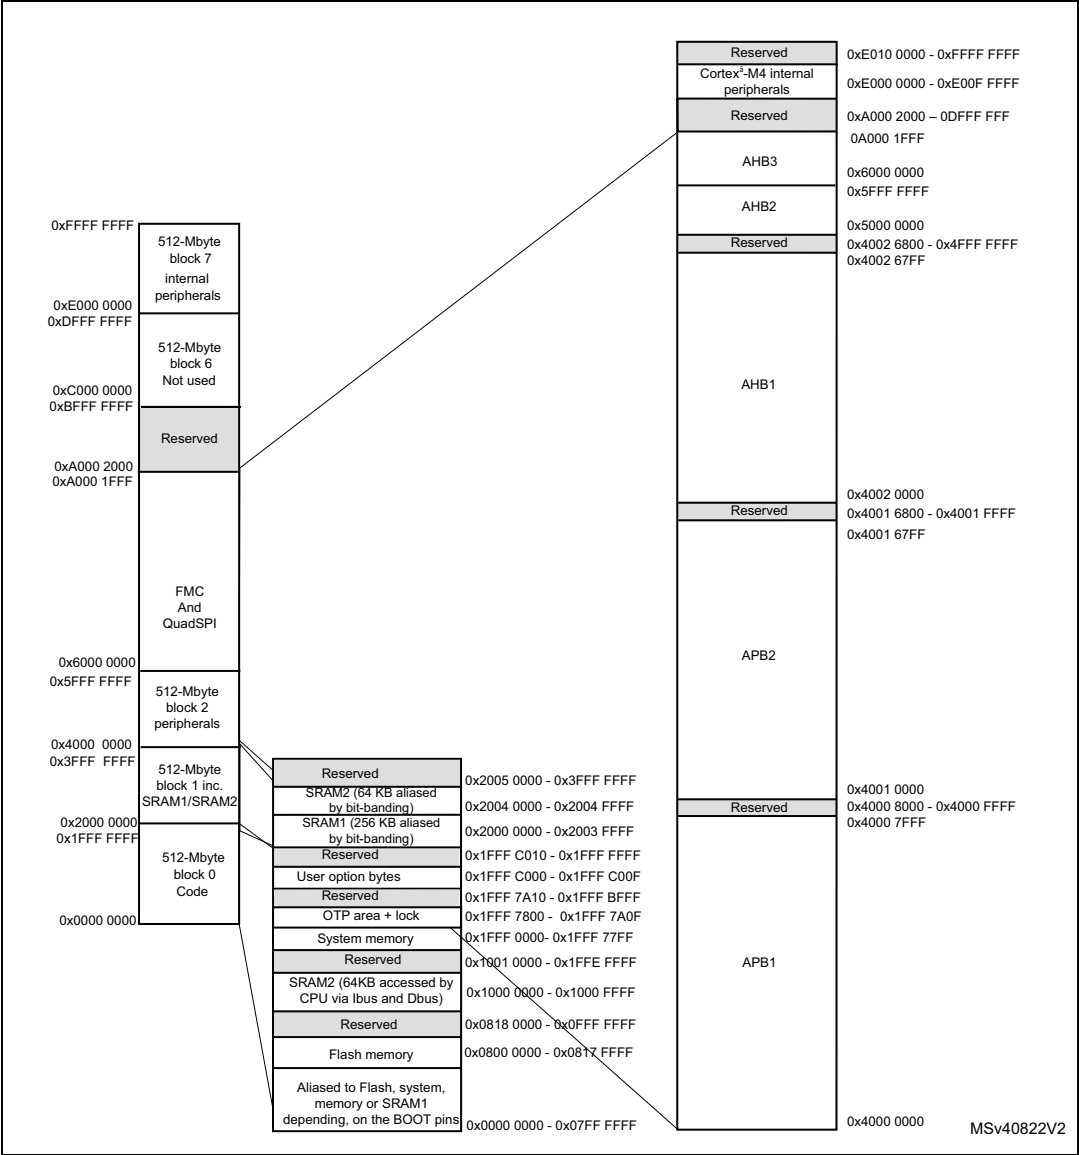 0xFFFF FFFF
512-Mbyte
block 7
internal
peripherals
0xE000 0000
0xDFFF FFFF
512-Mbyte
block 6
Not used
0xC000 0000
0xBFFF FFFF
Reserved
0xA000 2000
0xA000 1FFF
FMC
And
QuadSPI
0x6000 0000
0x5FFF FFFF
512-Mbyte
block 2
peripherals
0x4000 0000
0x3FFF FFFF
512-Mbyte
block 1 inc.
SRAM1/SRAM2
0x2000 0000
0x1FFF FFFF
512-Mbyte
block 0
Code
0x0000 0000
Reserved 0x2005 0000 - 0x3FFF FFFF
SRAM2 (64 KB aliased
by bit-banding) 0x2004 0000 - 0x2004 FFFF
SRAM1 (256 KB aliased
by bit-banding) 0x2000 0000 - 0x2003 FFFF
Reserved 0x1FFF C010 - 0x1FFF FFFF
User option bytes 0x1FFF C000 - 0x1FFF C00F
Reserved 0x1FFF 7A10 - 0x1FFF BFFF
OTP area + lock 0x1FFF 7800 - 0x1FFF 7A0F
System memory 0x1FFF 0000- 0x1FFF 77FF
Reserved 0x1001 0000 - 0x1FFE FFFF
SRAM2 (64KB accessed by
CPU via Ibus and Dbus) 0x1000 0000 - 0x1000 FFFF
Reserved 0x0818 0000 - 0x0FFF FFFF
Flash memory 0x0800 0000 - 0x0817 FFFF
Aliased to Flash, system,
memory or SRAM1
depending, on the BOOT pins 0x0000 0000 - 0x07FF FFFF
Reserved 0xE010 0000 - 0xFFFF FFFF
Cortex®-M4 internal
peripherals 0xE000 0000 - 0xE00F FFFF
Reserved 0xA000 2000 – 0DFFF FFF
0A000 1FFF
AHB3
0x6000 0000
0x5FFF FFFF
AHB2
0x5000 0000
Reserved 0x4002 6800 - 0x4FFF FFFF
0x4002 67FF
AHB1
0x4002 0000
Reserved 0x4001 6800 - 0x4001 FFFF
0x4001 67FF
APB2
0x4001 0000
Reserved 0x4000 8000 - 0x4000 FFFF
0x4000 7FFF
APB1
0x4000 0000
MSv40822V2